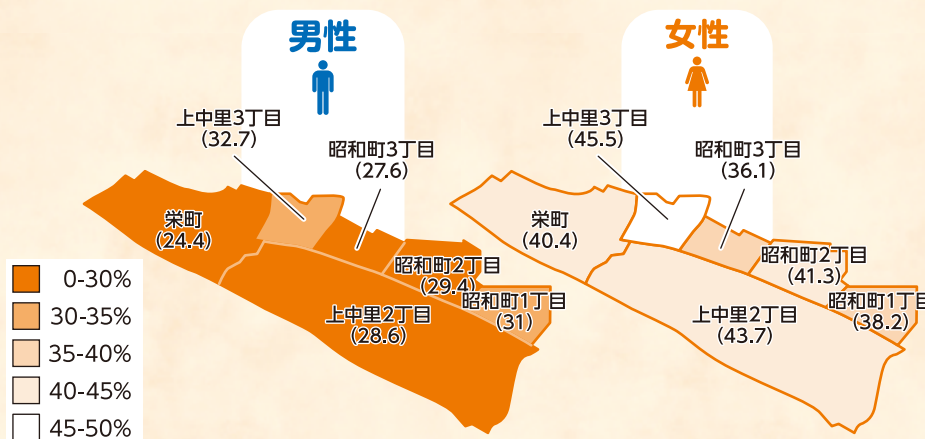 男性
上中里3丁目
(32.7)
昭和町3丁目
(27.6)
栄町
(24.4)
昭和町2丁目
(29.4)
昭和町1丁目
(31)
上中里2丁目
(28.6)
女性
上中里3丁目
(45.5)
昭和町3丁目
(36.1)
栄町
(40.4)
昭和町2丁目
(41.3)
昭和町1丁目
(38.2)
上中里2丁目
(43.7)
0-30%
30-35%
35-40%
40-45%
45-50%